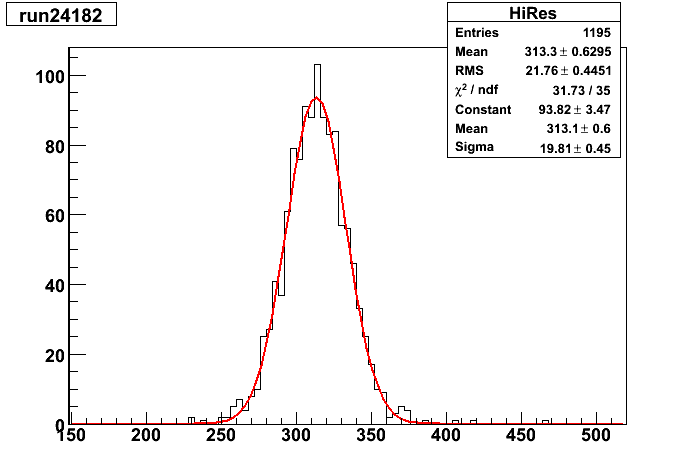 run24182
HiRes
Entries 1195
Mean 313.3 ± 0.6295
RMS 21.76 ± 0.4451
χ² / ndf 31.73 / 35
Constant 93.82 ± 3.47
Mean 313.1 ± 0.6
Sigma 19.81 ± 0.45
100
80
60
40
20
0
150 200 250 300 350 400 450 500